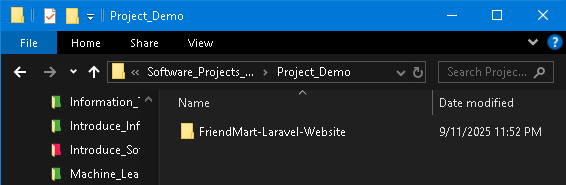 Project_Demo
File Home Share View
Software_Projects_... Project_Demo Search Projec...
Name Date modified
Information_
Introduce_Inf
FriendMart-Laravel-Website 9/11/2025 11:52 PM
Introduce_Sof
Machine_Lea